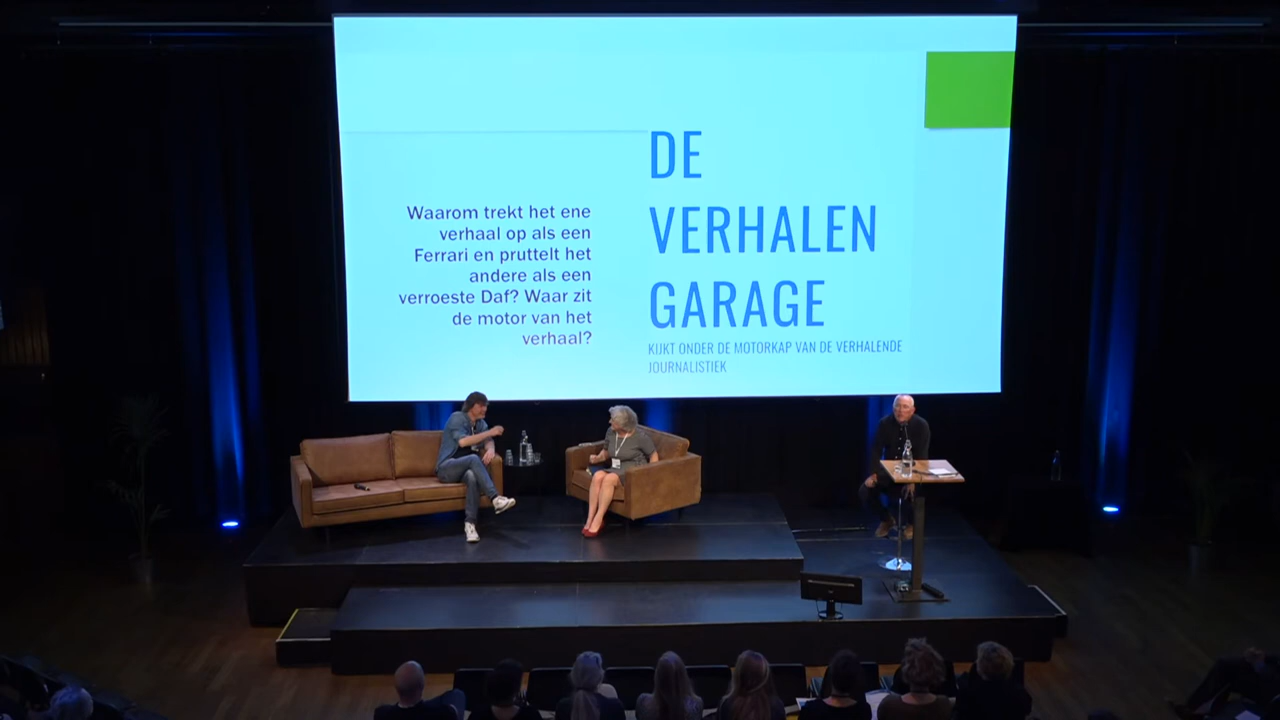 Waarom trekt het ene
verhaal op als een
Ferrari en pruttelt het
andere als een
verroeste Daf? Waar zit
de motor van het
verhaal?
DE
VERHALEN
GARAGE
KIJKT ONDER DE MOTORKAP VAN DE VERHALENDE
JOURNALISTIEK